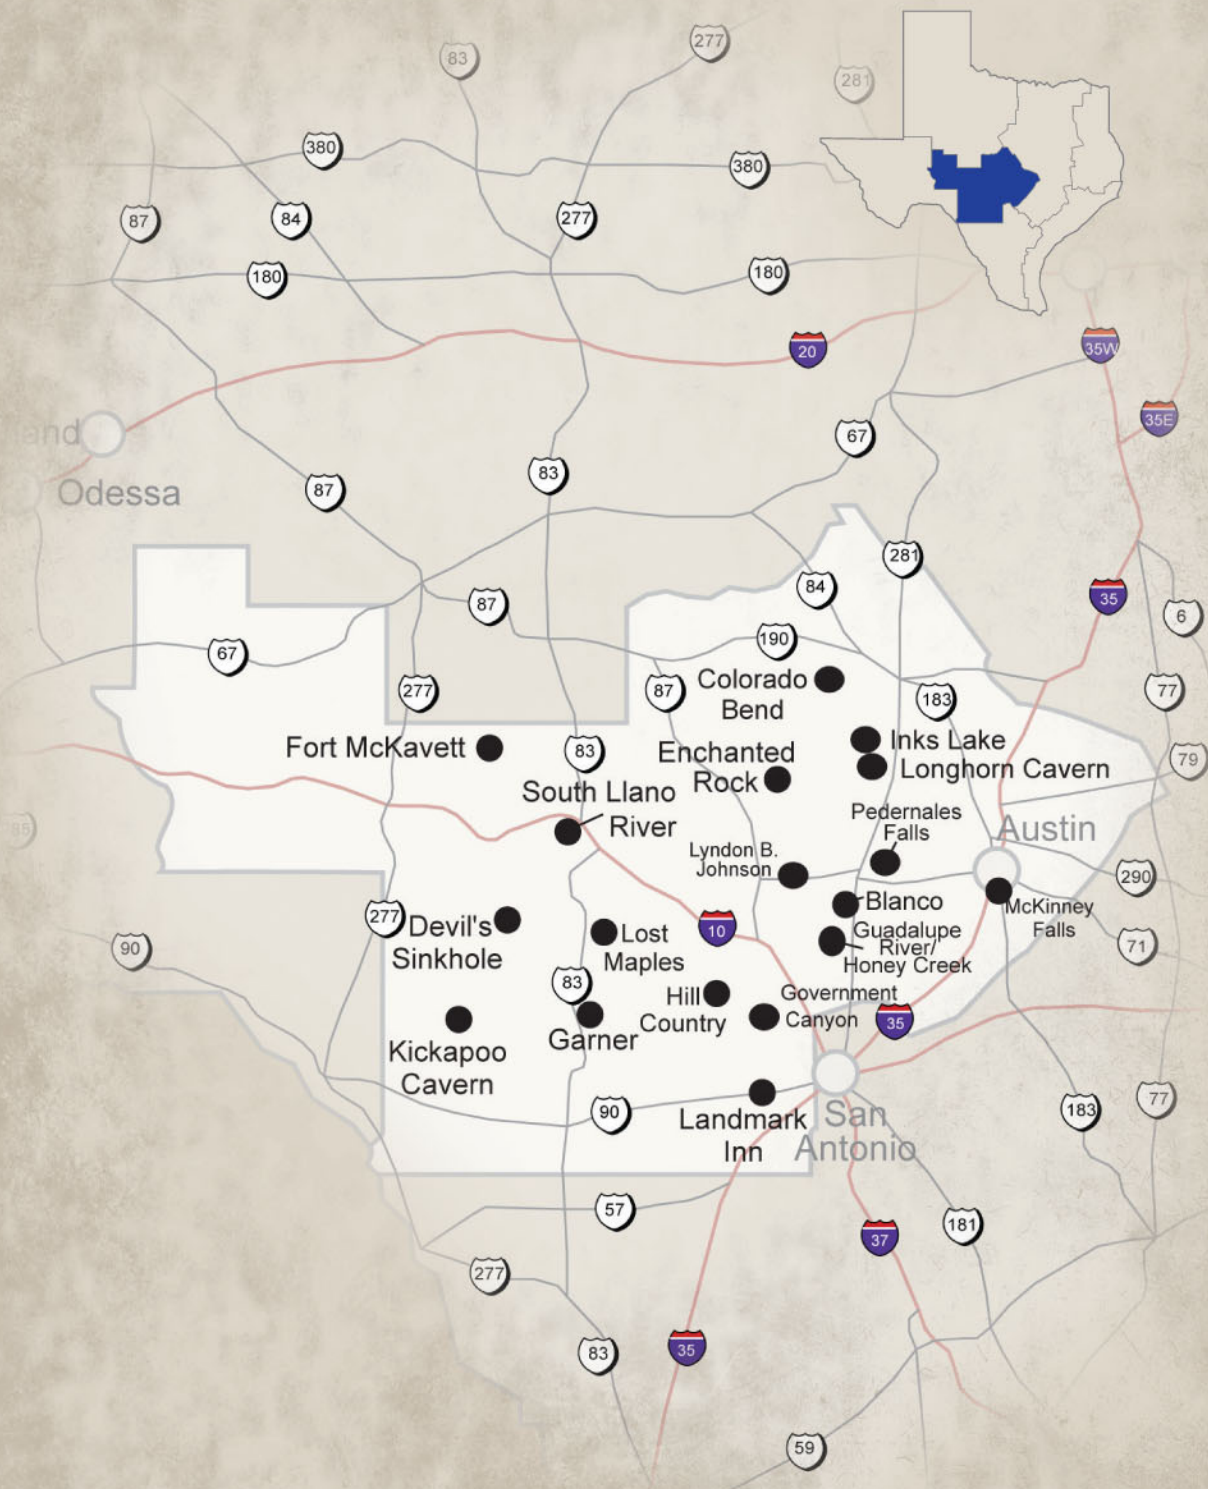 277
83
281
380
380
87
84
277
180
180
35W
20
35E
67
and
83
Odessa
87
281
84
35
87
6
190
67
Colorado
Bend
277
87
183
77
Fort McKavett
83
Enchanted
Rock
Inks Lake
Longhorn Cavern
79
South Llano
River
Pedernales
Falls
Austin
Lyndon B.
Johnson
290
277
Devil's
Sinkhole
Lost
Maples
10
Blanco
McKinney
Falls
90
Guadalupe
River/
Honey Creek
71
83
Hill
Country
Government
Canyon
35
Garner
Kickapoo
Cavern
90
Landmark
Inn
San
Antonio
183
77
57
181
37
277
83
35
59